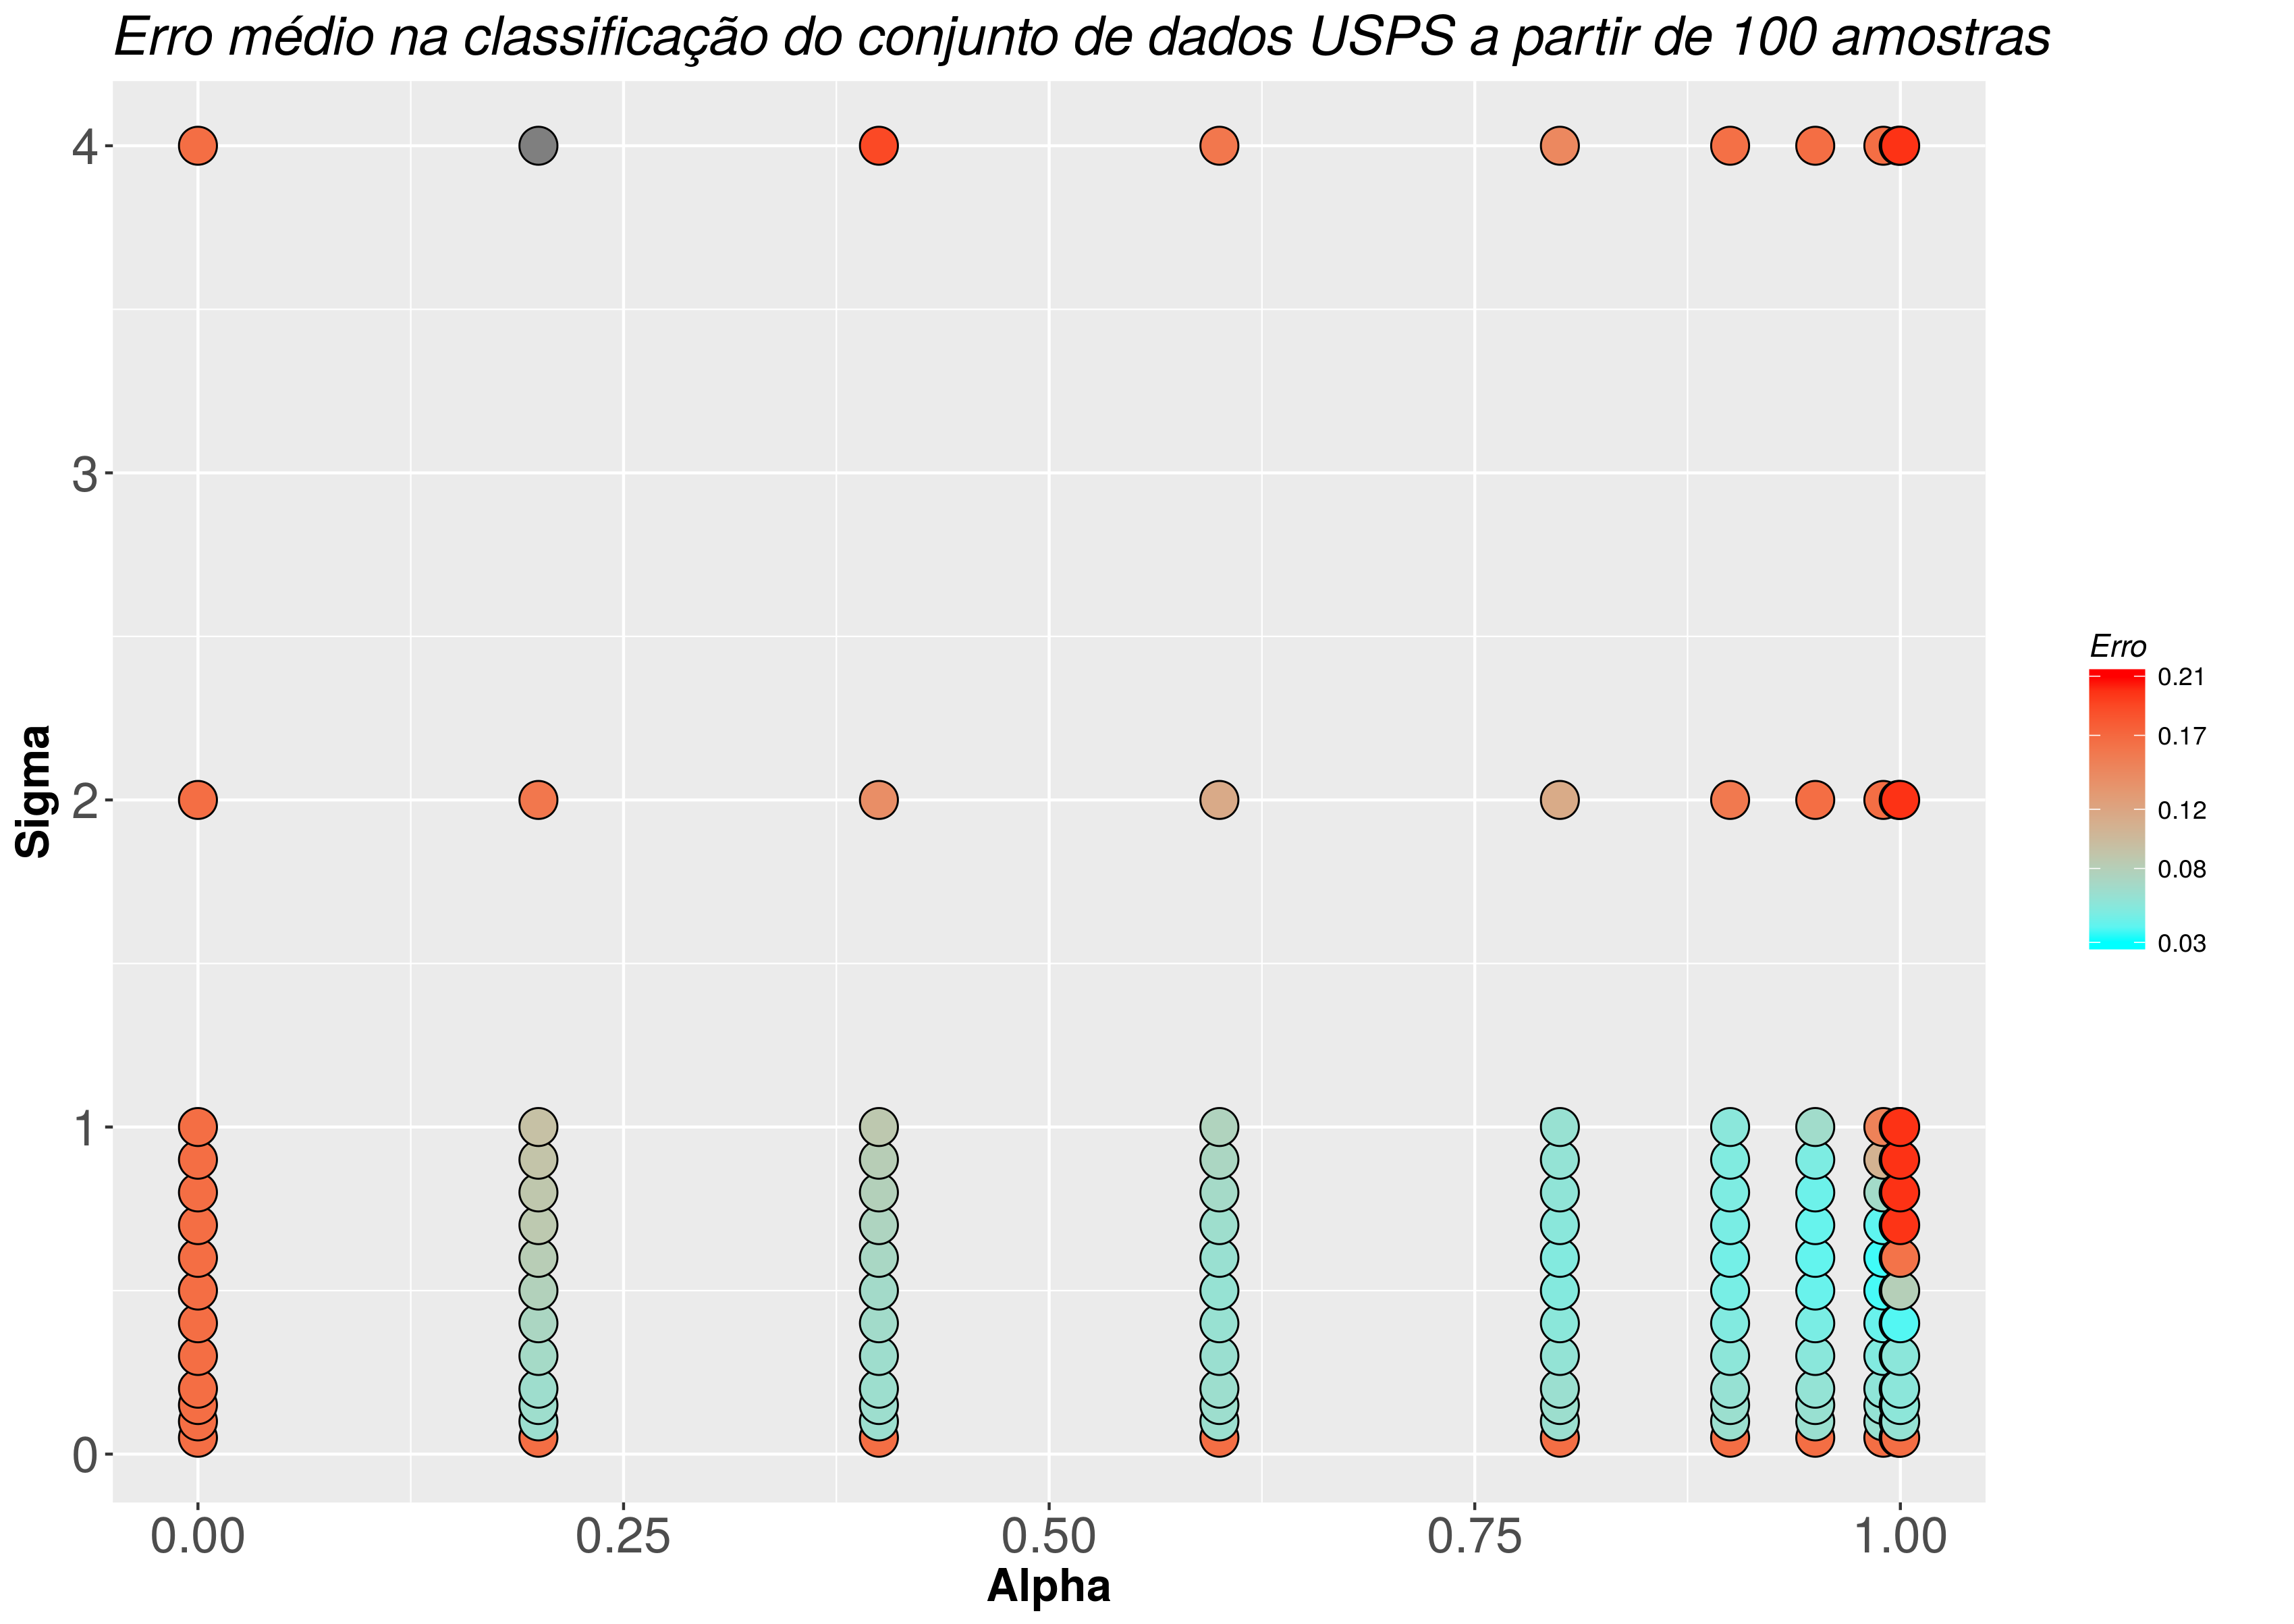 Erro médio na classificação do conjunto de dados USPS a partir de 100 amostras
4
3
2
1
0
Sigma
0.00 0.25 0.50 0.75 1.00
Alpha
Erro
0.21
0.17
0.12
0.08
0.03